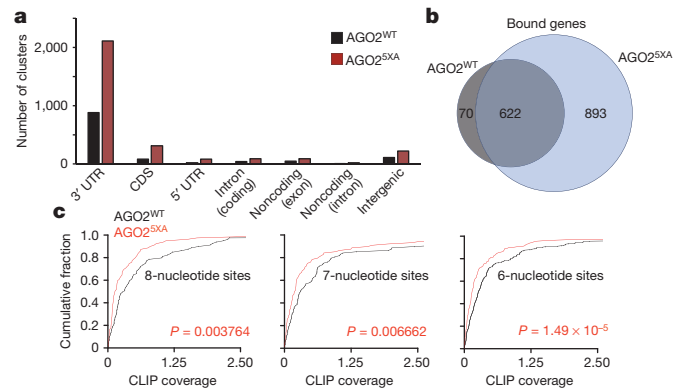 a
Number of clusters
2,000
1,000
0
AGO2WT
AGO25XA
3′ UTR
CDS
5′ UTR
Intron
(coding)
Noncoding
(exon)
Noncoding
(intron)
Intergenic
b
Bound genes
AGO2WT
AGO25XA
70
622
893
c
AGO2WT
AGO25XA
Cumulative fraction
1.0
0.8
0.6
0.4
0.2
0
8-nucleotide sites
P = 0.003764
0
1.25
2.50
CLIP coverage
7-nucleotide sites
P = 0.006662
0
1.25
2.50
CLIP coverage
6-nucleotide sites
P = 1.49 × 10–5
0
1.25
2.50
CLIP coverage